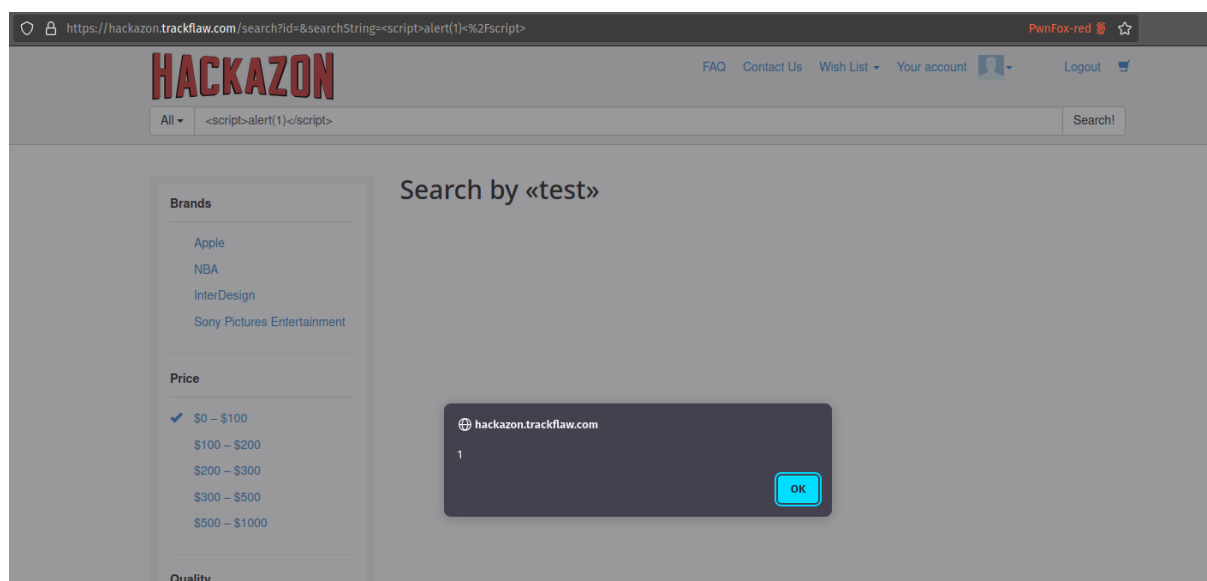 https://hackazon.trackflaw.com/search?id=&searchString=<script>alert(1)<%2Fscript>
PwnFox-red
HACKAZON
FAQ Contact Us Wish List Your account Logout
All <script>alert(1)</script> Search!
Search by «test»
Brands
Apple
NBA
InterDesign
Sony Pictures Entertainment
Price
$0 – $100
$100 – $200
$200 – $300
$300 – $500
$500 – $1000
Quality
hackazon.trackflaw.com
1
OK